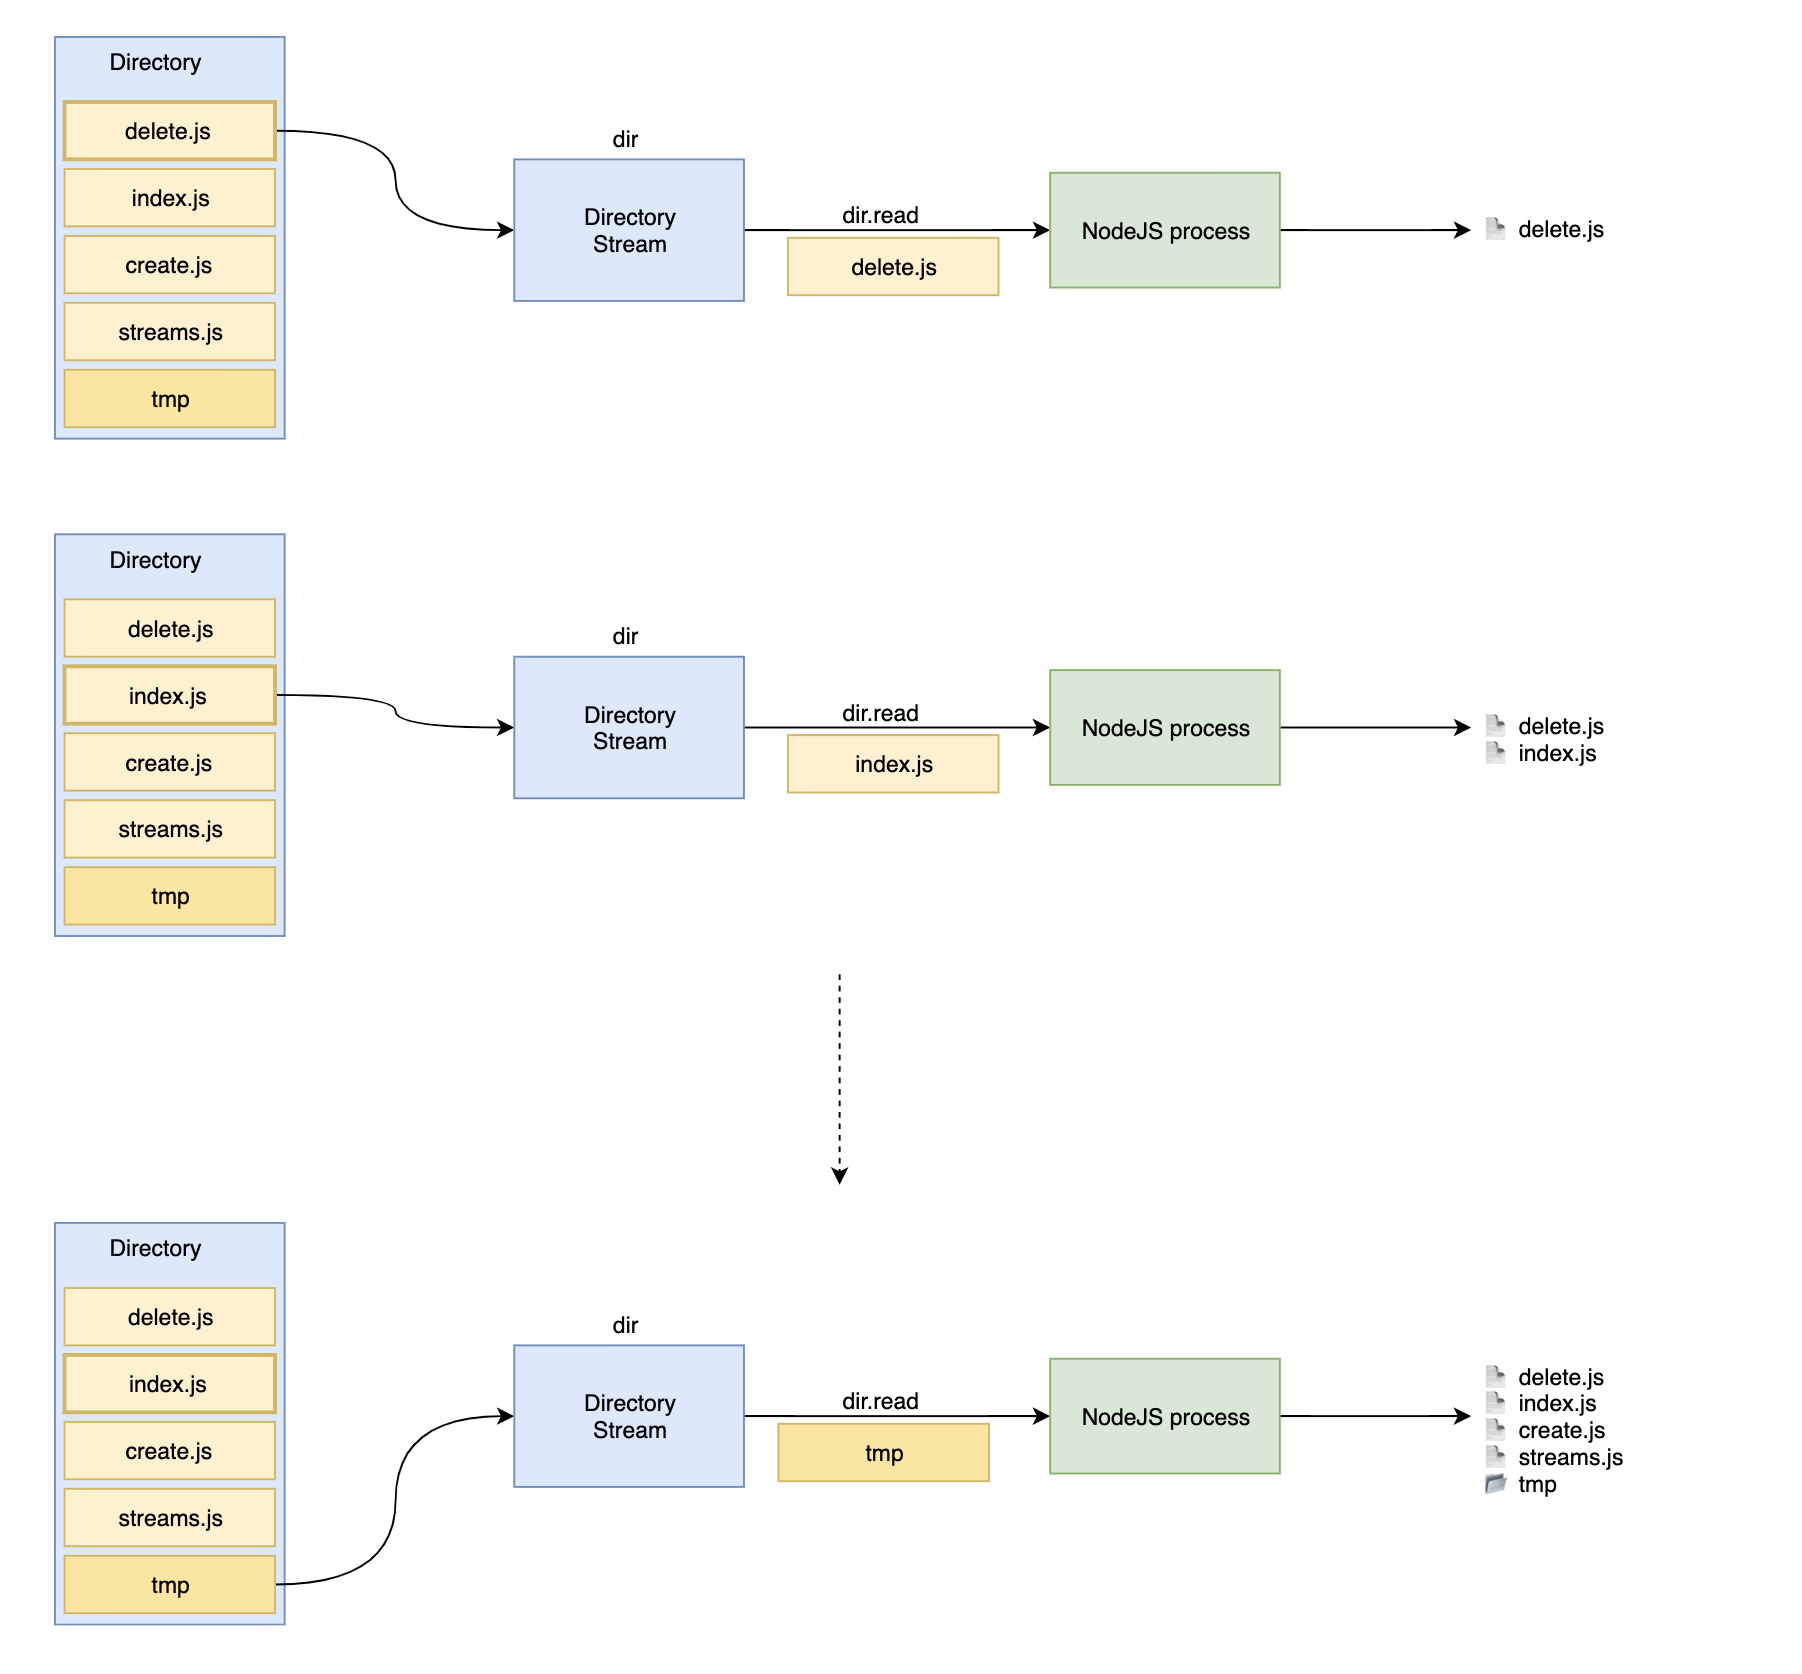 Directory
delete.js
index.js
create.js
streams.js
tmp
dir
Directory
Stream
dir.read
delete.js
NodeJS process
delete.js
Directory
delete.js
index.js
create.js
streams.js
tmp
dir
Directory
Stream
dir.read
index.js
NodeJS process
delete.js
index.js
Directory
delete.js
index.js
create.js
streams.js
tmp
dir
Directory
Stream
dir.read
tmp
NodeJS process
delete.js
index.js
create.js
streams.js
tmp